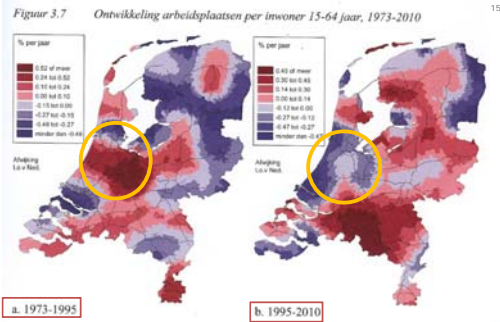 Figuur 3.7 Ontwikkeling arbeidsplaatsen per inwoner 15-64 jaar, 1973-2010
15
% per jaar
0.52 of meer
0.24 tot 0.52
0.10 tot 0.24
0.00 tot 0.10
-0.15 tot 0.00
-0.27 tot -0.15
-0.46 tot -0.27
minder dan -0.46
Afwijking
t.o.v Ned.
a. 1973-1995
% per jaar
0.43 of meer
0.30 tot 0.43
0.14 tot 0.30
0.00 tot 0.14
-0.12 tot 0.00
-0.27 tot -0.12
-0.47 tot -0.27
minder dan -0.47
Afwijking
t.o.v Ned.
b. 1995-2010